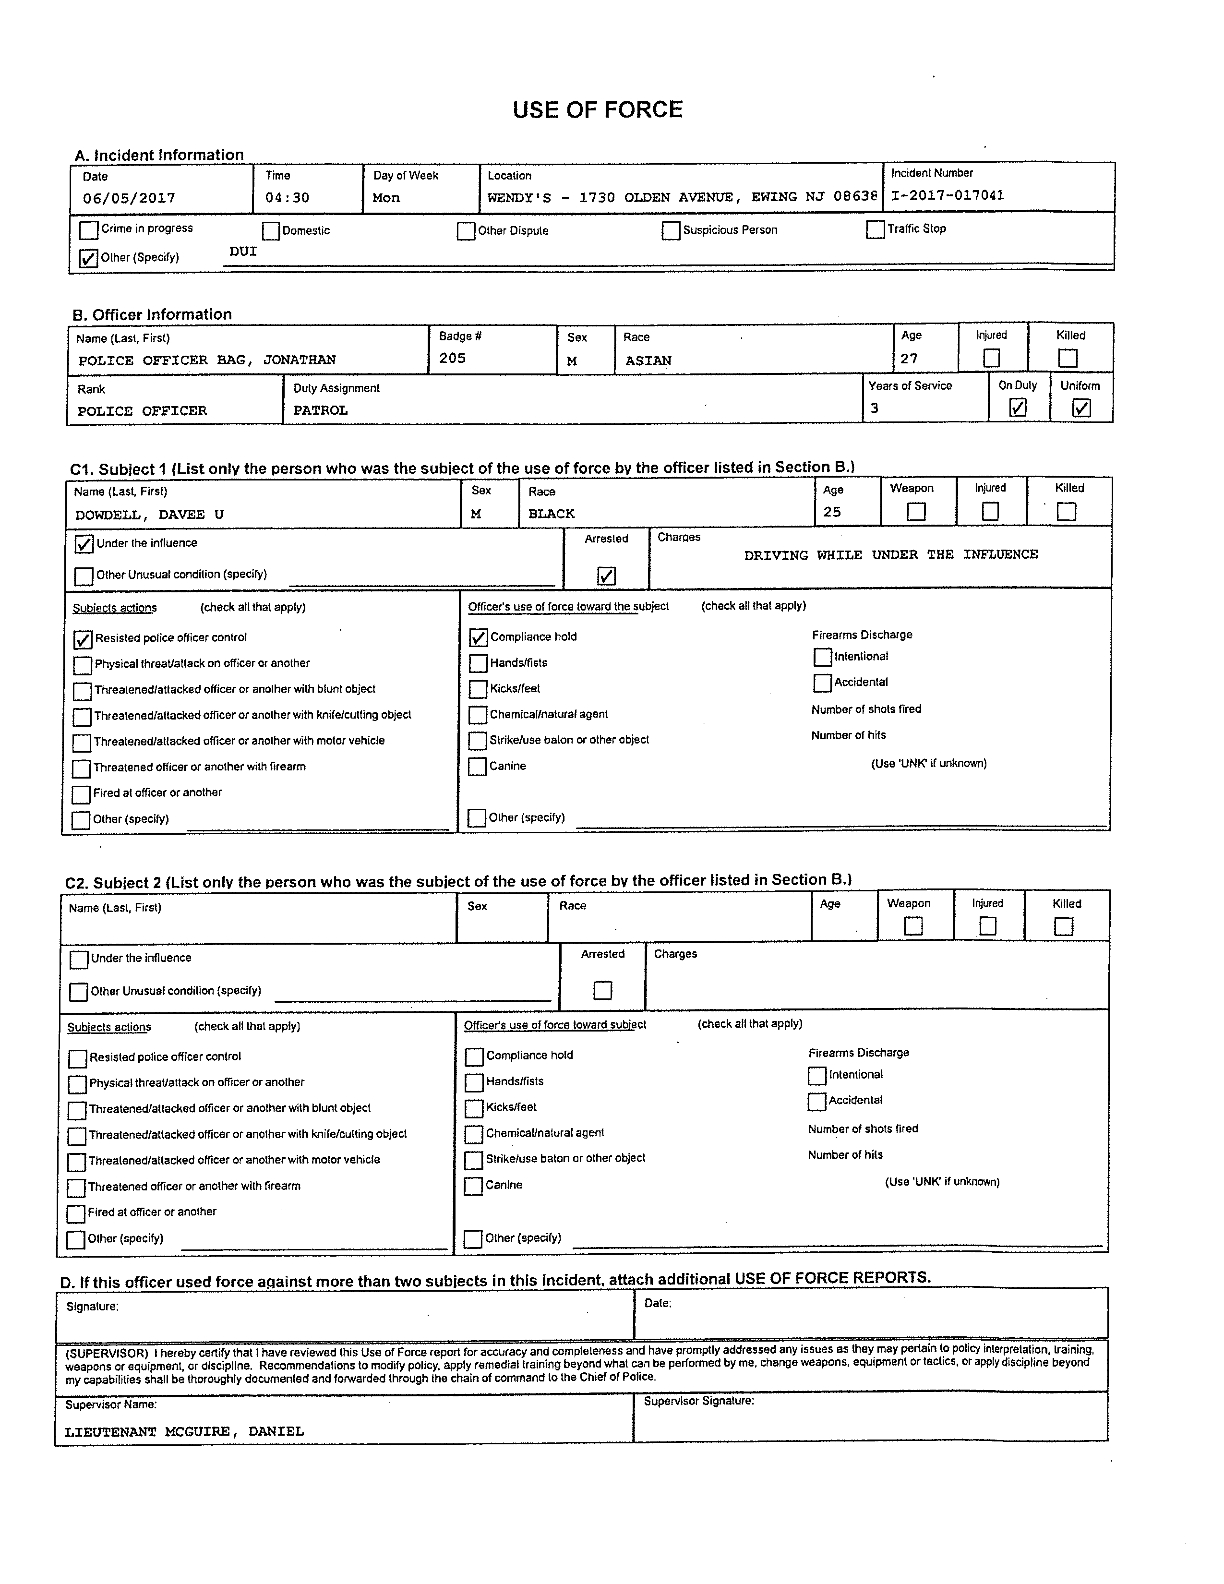 USE OF FORCE
A. Incident Information
Date Time Day of Week Location Incident Number
06/05/2017 04:30 Mon WENDY'S - 1730 OLDEN AVENUE, EWING NJ 08638 I-2017-017041
Crime in progress Domestic Other Dispute Suspicious Person Traffic Stop
Other (Specify) DUI
B. Officer Information
Name (Last, First) Badge # Sex Race Age Injured Killed
POLICE OFFICER BAG, JONATHAN 205 M ASIAN 27
Rank Duty Assignment Years of Service On Duty Uniform
POLICE OFFICER PATROL 3
C1. Subject 1 (List only the person who was the subject of the use of force by the officer listed in Section B.)
Name (Last, First) Sex Race Age Weapon Injured Killed
DOWDELL, DAVEE U M BLACK 25
Under the influence Arrested Charges
DRIVING WHILE UNDER THE INFLUENCE
Other Unusual condition (specify)
Subjects actions (check all that apply) Officer's use of force toward the subject (check all that apply)
Resisted police officer control Compliance hold Firearms Discharge
Physical threat/attack on officer or another Hands/fists Intentional
Threatened/attacked officer or another with blunt object Kicks/feet Accidental
Threatened/attacked officer or another with knife/cutting object Chemical/natural agent Number of shots fired
Threatened/attacked officer or another with motor vehicle Strike/use baton or other object Number of hits
Threatened officer or another with firearm Canine (Use 'UNK' if unknown)
Fired at officer or another
Other (specify) Other (specify)
C2. Subject 2 (List only the person who was the subject of the use of force by the officer listed in Section B.)
Name (Last, First) Sex Race Age Weapon Injured Killed
Under the influence Arrested Charges
Other Unusual condition (specify)
Subjects actions (check all that apply) Officer's use of force toward subject (check all that apply)
Resisted police officer control Compliance hold Firearms Discharge
Physical threat/attack on officer or another Hands/fists Intentional
Threatened/attacked officer or another with blunt object Kicks/feet Accidental
Threatened/attacked officer or another with knife/cutting object Chemical/natural agent Number of shots fired
Threatened/attacked officer or another with motor vehicle Strike/use baton or other object Number of hits
Threatened officer or another with firearm Canine (Use 'UNK' if unknown)
Fired at officer or another
Other (specify) Other (specify)
D. If this officer used force against more than two subjects in this incident, attach additional USE OF FORCE REPORTS.
Signature: Date:
(SUPERVISOR) I hereby certify that I have reviewed this Use of Force report for accuracy and completeness and have promptly addressed any issues as they may pertain to policy interpretation, training,
weapons or equipment, or discipline. Recommendations to modify policy, apply remedial training beyond what can be performed by me, change weapons, equipment or tactics, or apply discipline beyond
my capabilities shall be thoroughly documented and forwarded through the chain of command to the Chief of Police.
Supervisor Name: Supervisor Signature:
LIEUTENANT MCGUIRE, DANIEL